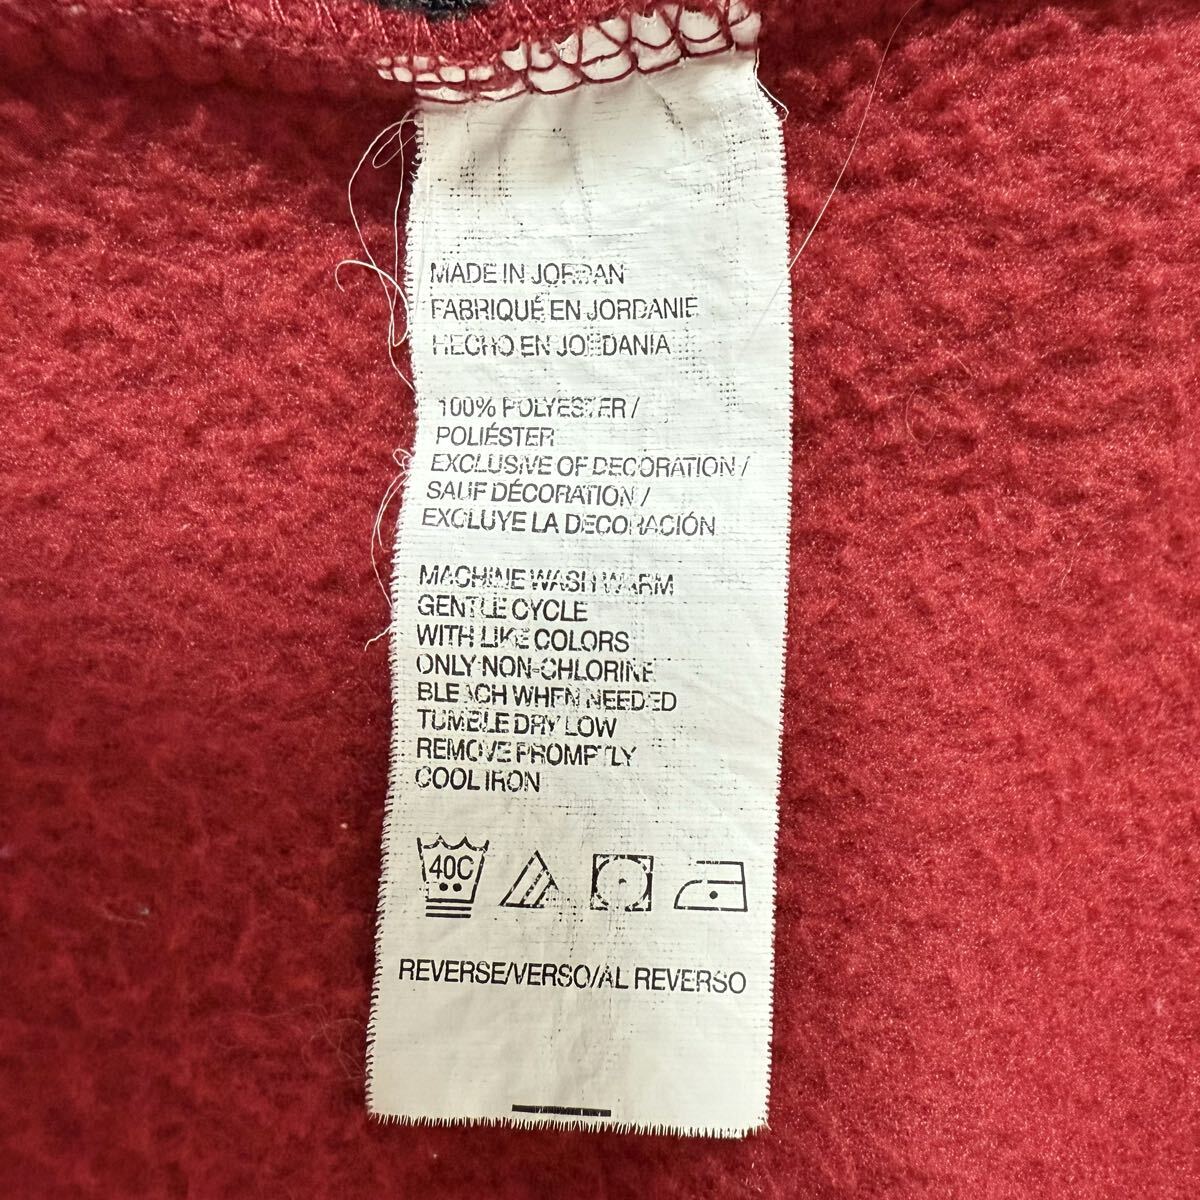 MADE IN JORDAN
FABRIQUÉ EN JORDANIE
HECHO EN JORDANIA
100% POLYESTER /
POLIÉSTER
EXCLUSIVE OF DECORATION /
SAUF DÉCORATION /
EXCLUYE LA DECORACIÓN
MACHINE WASH WARM
GENTLE CYCLE
WITH LIKE COLORS
ONLY NON-CHLORINE
BLEACH WHEN NEEDED
TUMBLE DRY LOW
REMOVE PROMPTLY
COOL IRON
40C
REVERSE/VERSO/AL REVERSO